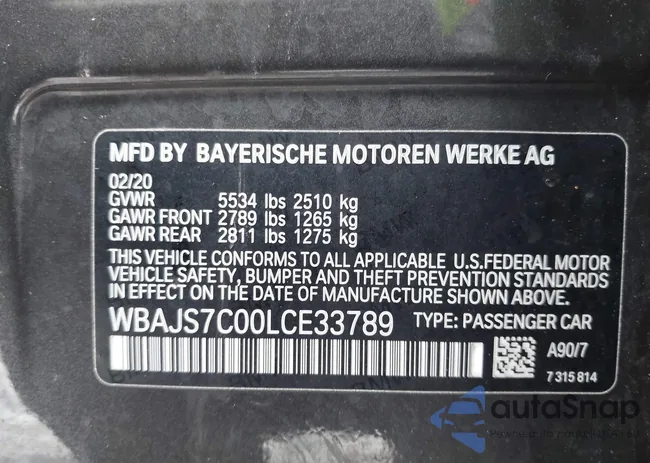 MFD BY BAYERISCHE MOTOREN WERKE AG
02/20
GVWR 5534 lbs 2510 kg
GAWR FRONT 2789 lbs 1265 kg
GAWR REAR 2811 lbs 1275 kg
THIS VEHICLE CONFORMS TO ALL APPLICABLE U.S.FEDERAL MOTOR
VEHICLE SAFETY, BUMPER AND THEFT PREVENTION STANDARDS
IN EFFECT ON THE DATE OF MANUFACTURE SHOWN ABOVE.
WBAJS7C00LCE33789 TYPE: PASSENGER CAR
A90/7
7 315 814
autoSnap